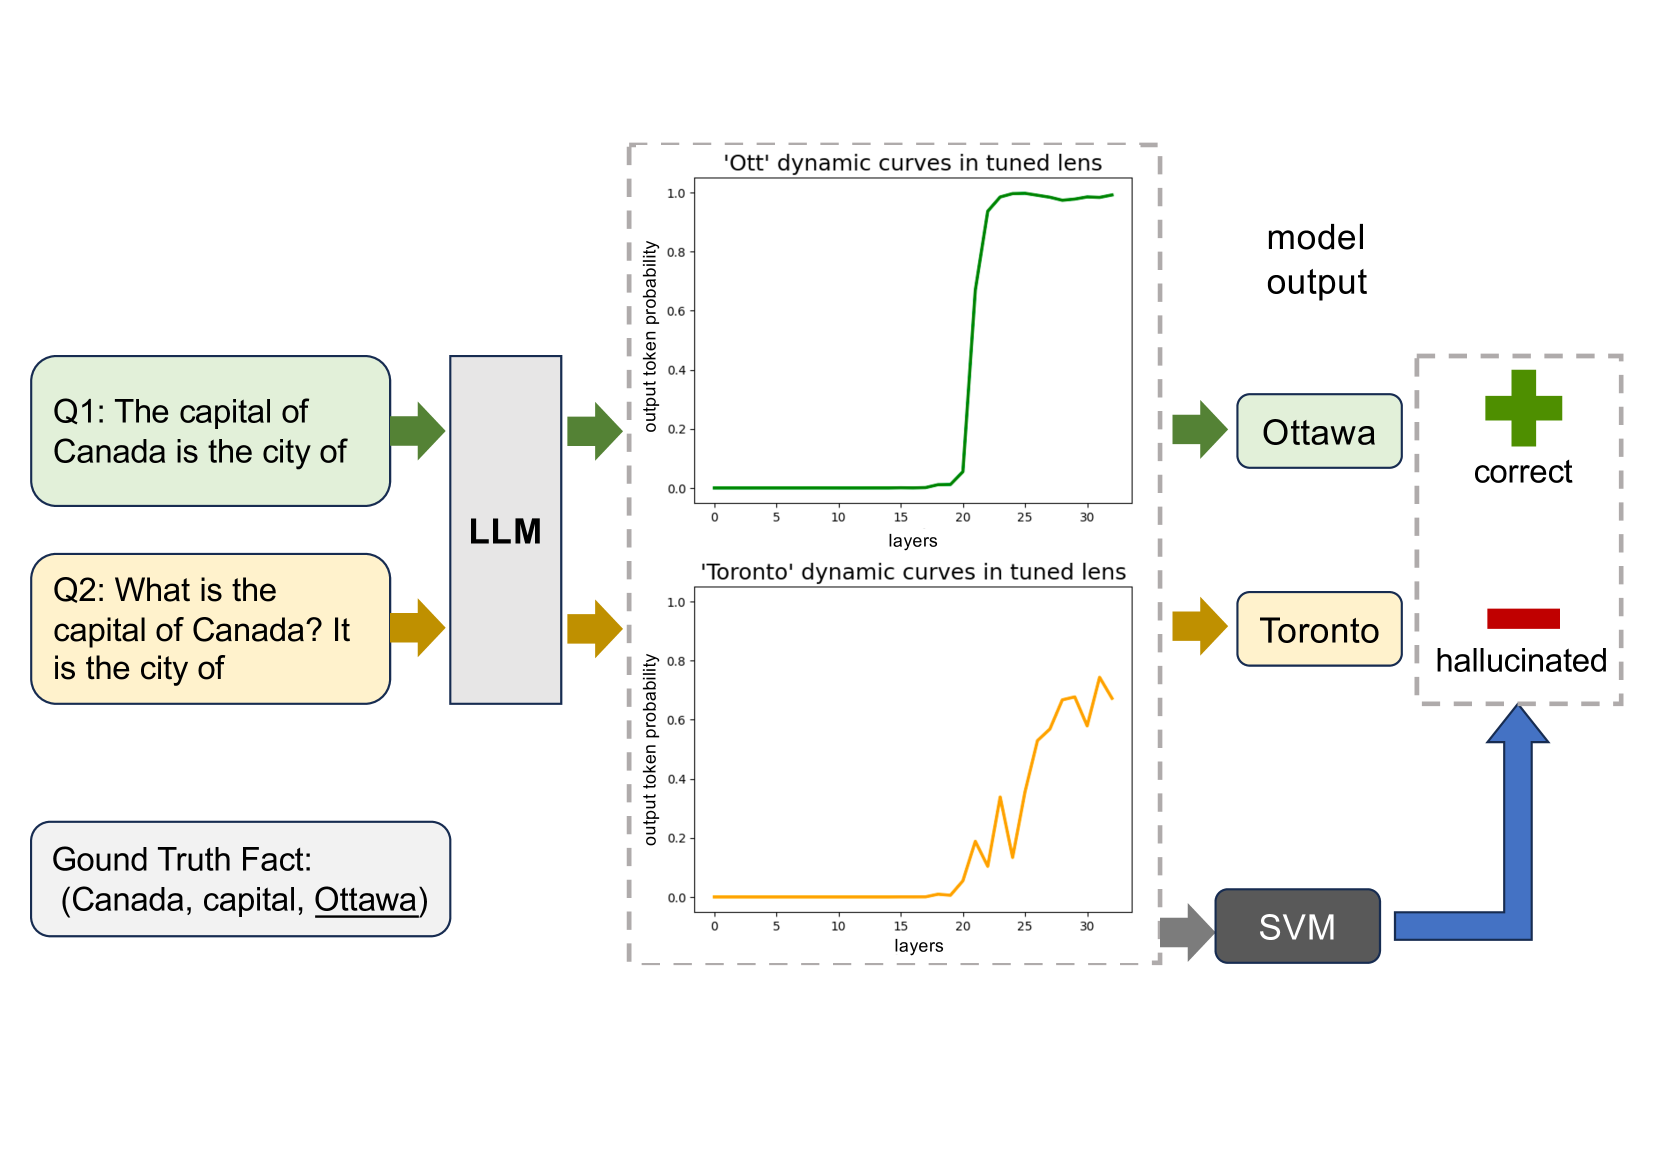 Q1: The capital of
Canada is the city of
Q2: What is the
capital of Canada? It
is the city of
Gound Truth Fact:
(Canada, capital, Ottawa)
LLM
'Ott' dynamic curves in tuned lens
output token probability
1.0
0.8
0.6
0.4
0.2
0.0
0 5 10 15 20 25 30
layers
'Toronto' dynamic curves in tuned lens
output token probability
1.0
0.8
0.6
0.4
0.2
0.0
0 5 10 15 20 25 30
layers
model
output
Ottawa
Toronto
SVM
correct
hallucinated